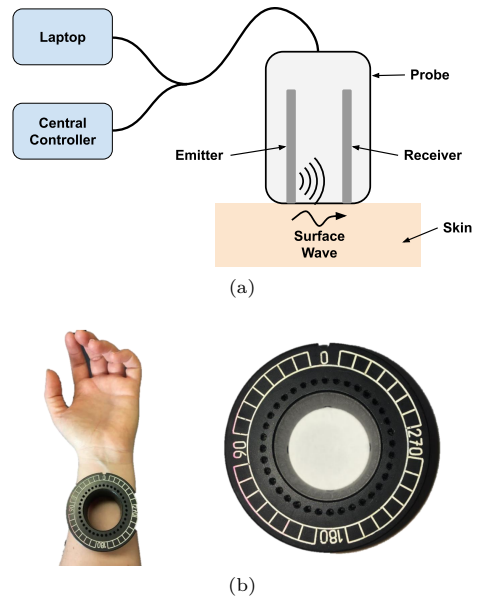 Laptop
Central
Controller
Probe
Emitter
Receiver
Surface
Wave
Skin
(a)
0
90
270
180
(b)